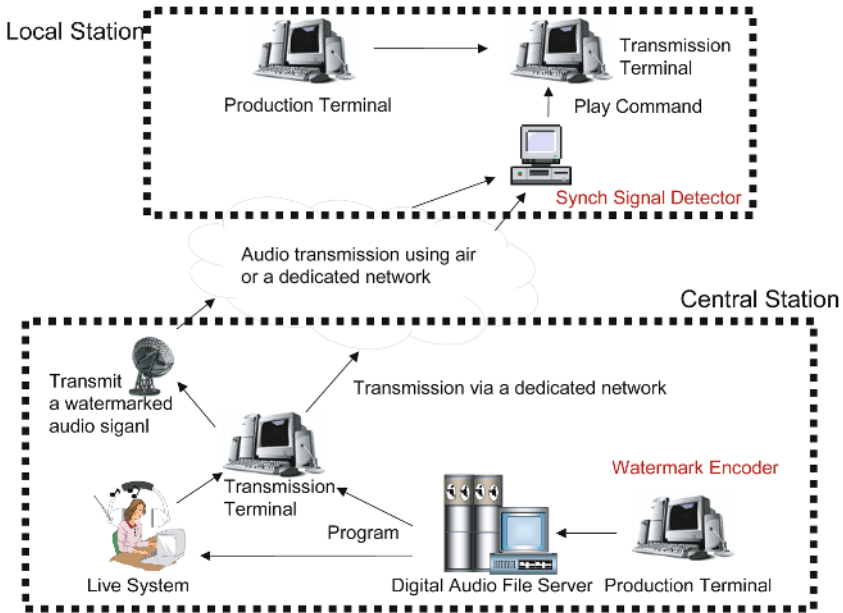 Local Station
Production Terminal
Transmission
Terminal
Play Command
Synch Signal Detector
Audio transmission using air
or a dedicated network
Central Station
Transmit
a watermarked
audio siganl
Transmission via a dedicated network
Transmission
Terminal
Watermark Encoder
Program
Live System
Digital Audio File Server
Production Terminal